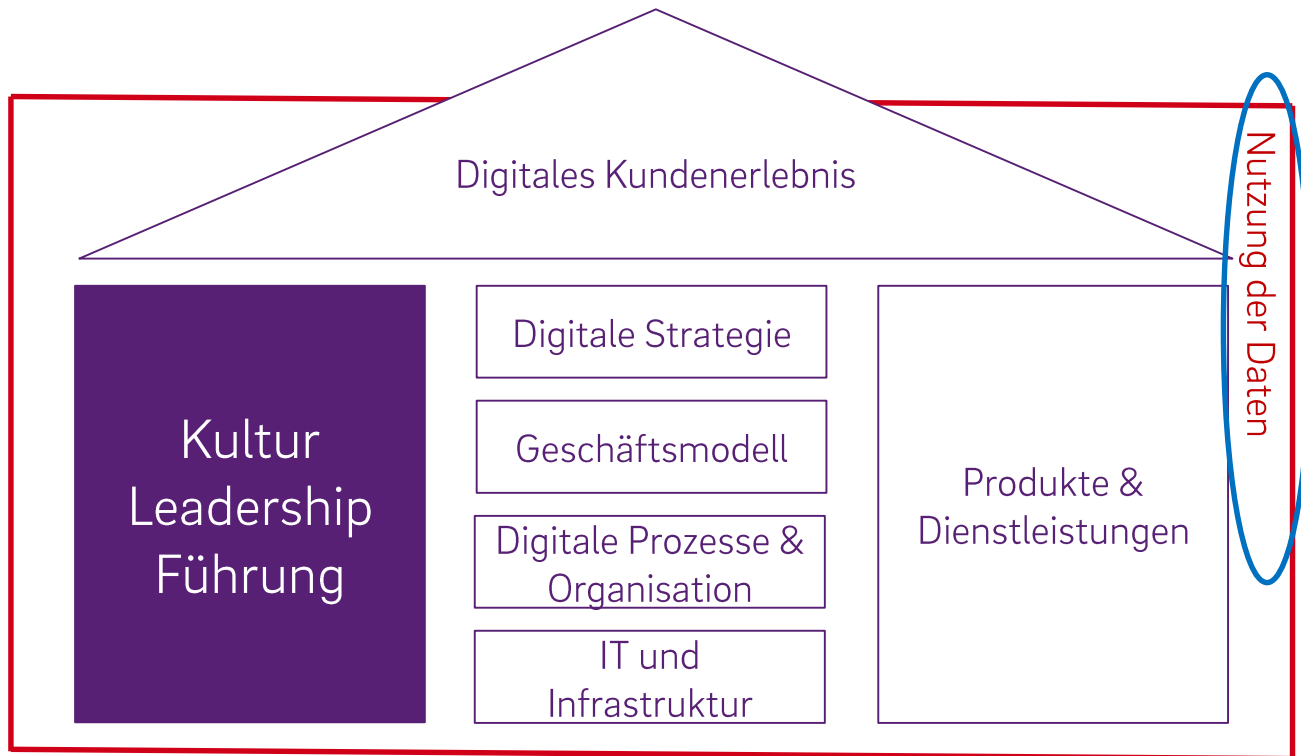 Digitales Kundenerlebnis
Kultur
Leadership
Führung
Digitale Strategie
Geschäftsmodell
Digitale Prozesse &
Organisation
IT und
Infrastruktur
Produkte &
Dienstleistungen
Nutzung der Daten